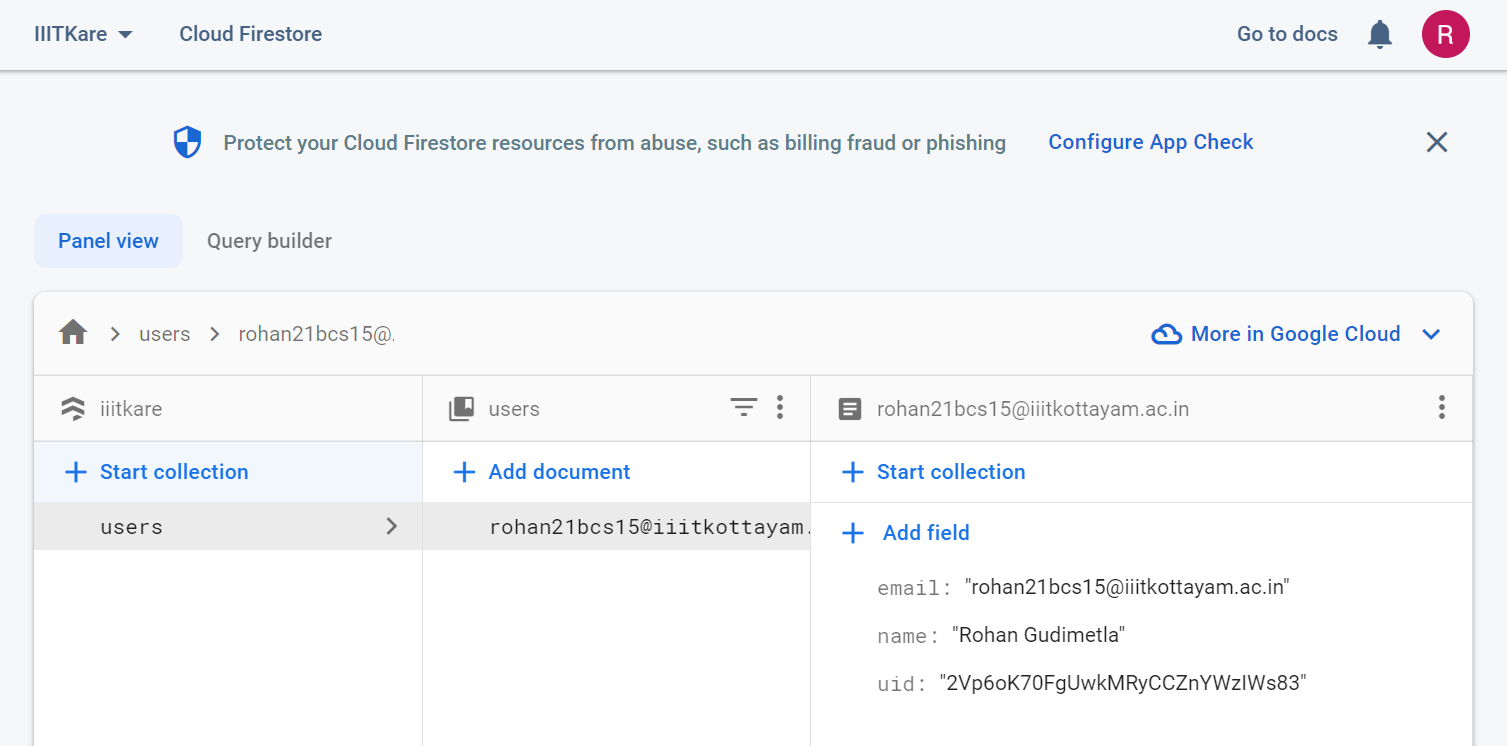 IIITKare Cloud Firestore Go to docs R
Protect your Cloud Firestore resources from abuse, such as billing fraud or phishing Configure App Check
Panel view Query builder
users rohan21bcs15@. More in Google Cloud
iiitkare users rohan21bcs15@iiitkottayam.ac.in
Start collection Add document Start collection
users rohan21bcs15@iiitkottayam. Add field
email: "rohan21bcs15@iiitkottayam.ac.in"
name: "Rohan Gudimetla"
uid: "2Vp6oK70FgUwkMRyCCZnYWzIWs83"